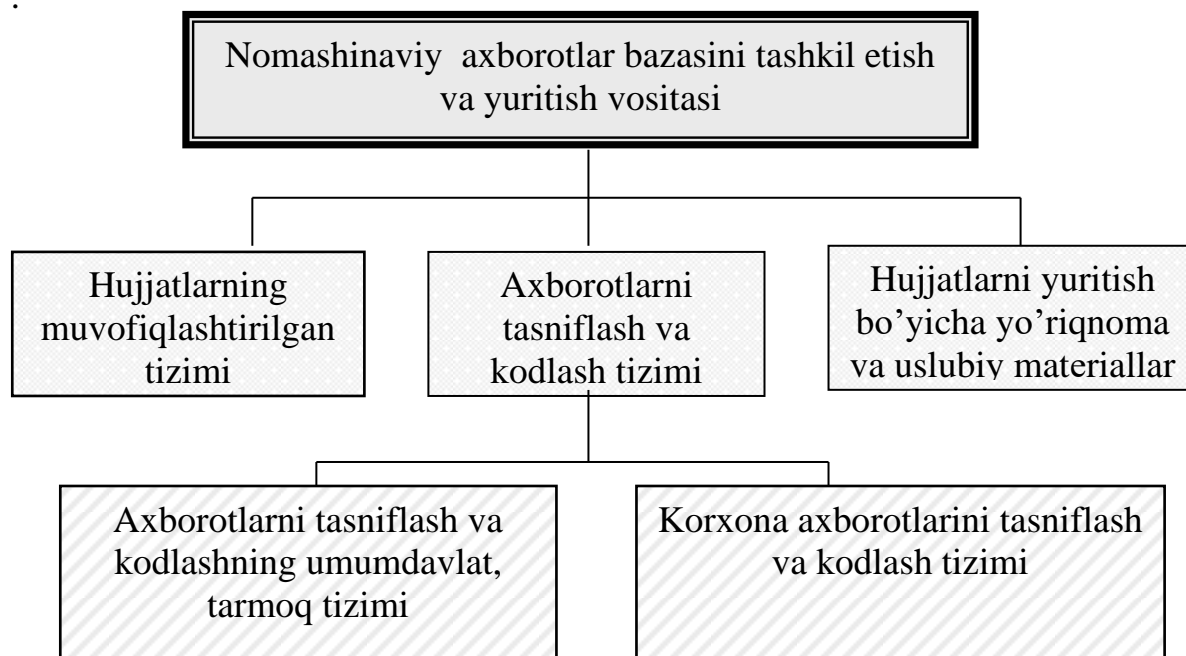 .
Nomashinaviy axborotlar bazasini tashkil etish
va yuritish vositasi
Hujjatlarning
muvofiqlashtirilgan
tizimi
Axborotlarni
tasniflash va
kodlash tizimi
Hujjatlarni yuritish
bo’yicha yo’riqnoma
va uslubiy materiallar
Axborotlarni tasniflash va
kodlashning umumdavlat,
tarmoq tizimi
Korxona axborotlarini tasniflash
va kodlash tizimi